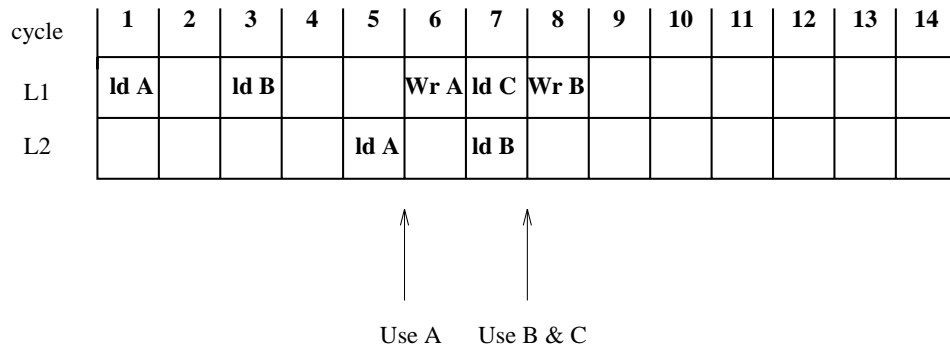 cycle 1 2 3 4 5 6 7 8 9 10 11 12 13 14
L1 ld A ld B Wr A ld C Wr B
L2 ld A ld B
Use A Use B & C